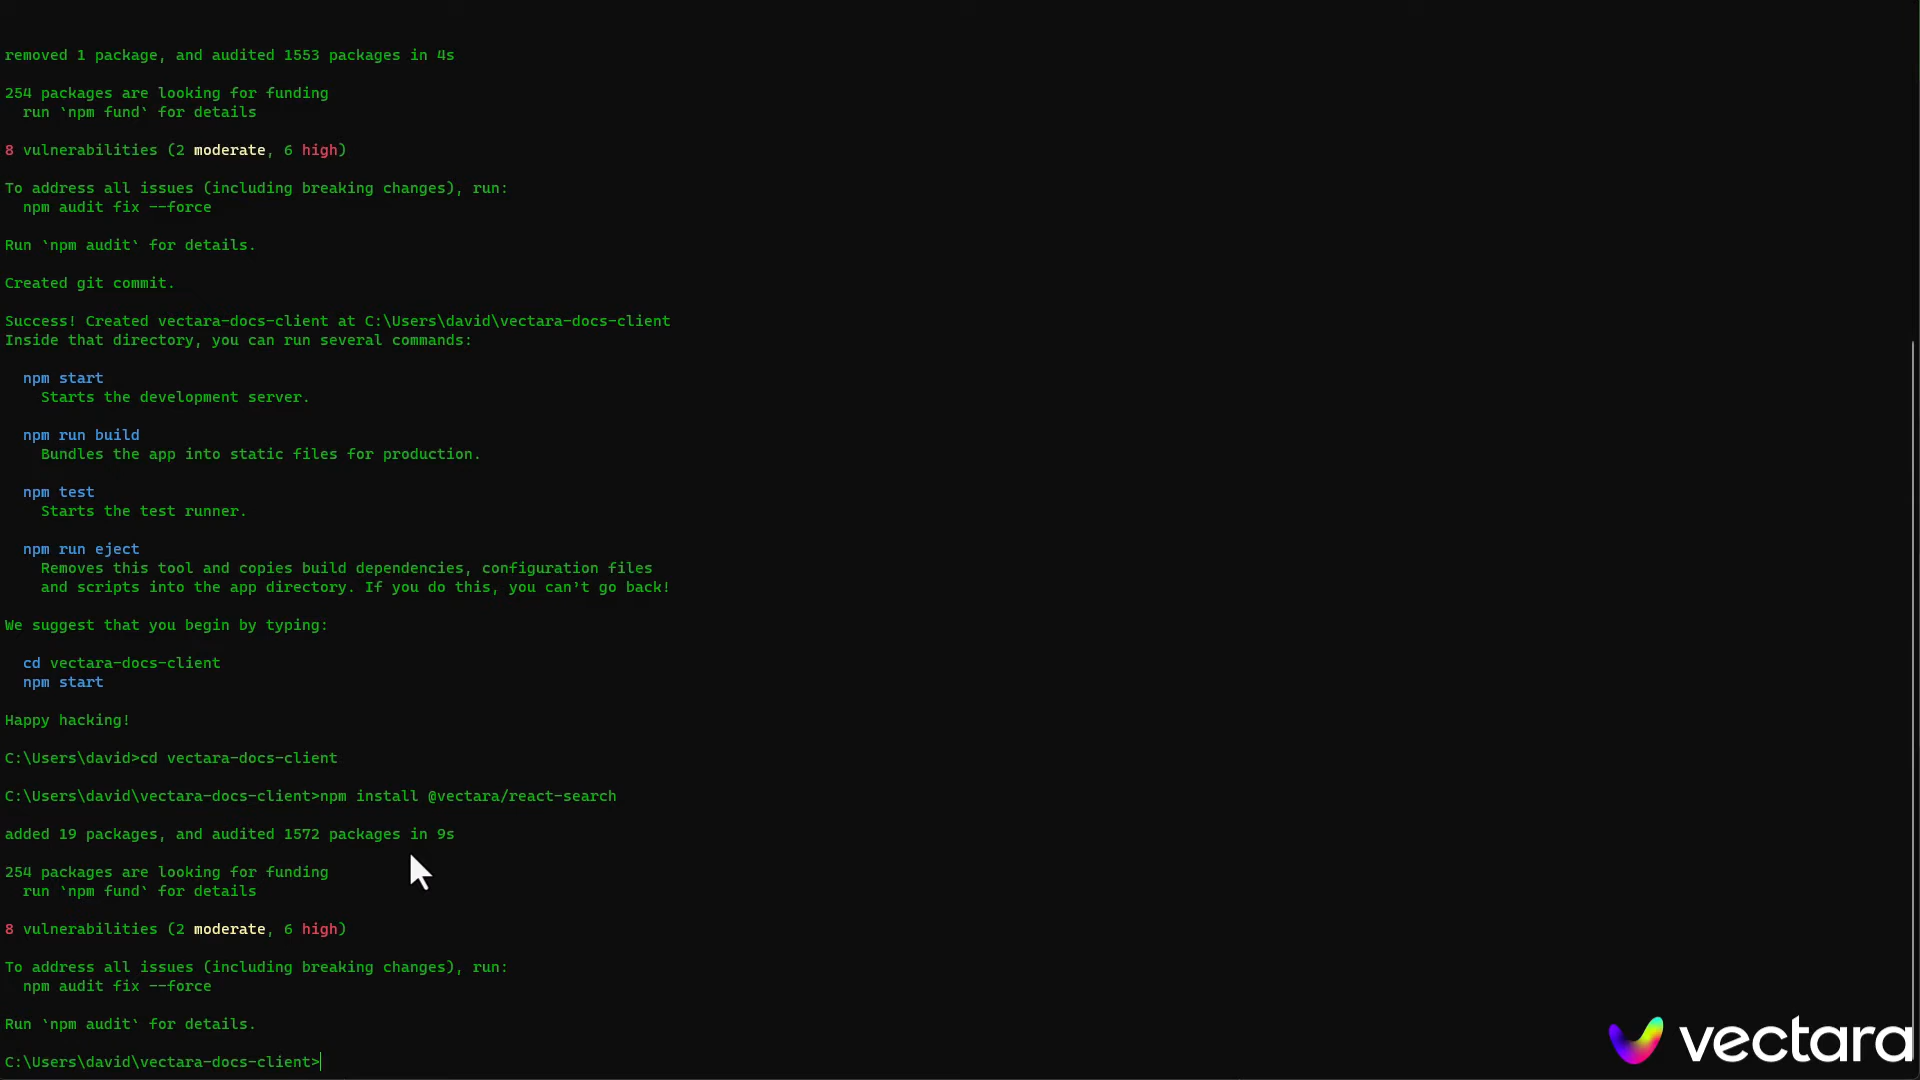 removed 1 package, and audited 1553 packages in 4s
254 packages are looking for funding
run `npm fund` for details
8 vulnerabilities (2 moderate, 6 high)
To address all issues (including breaking changes), run:
npm audit fix --force
Run `npm audit` for details.
Created git commit.
Success! Created vectara-docs-client at C:\Users\david\vectara-docs-client
Inside that directory, you can run several commands:
npm start
Starts the development server.
npm run build
Bundles the app into static files for production.
npm test
Starts the test runner.
npm run eject
Removes this tool and copies build dependencies, configuration files
and scripts into the app directory. If you do this, you can't go back!
We suggest that you begin by typing:
cd vectara-docs-client
npm start
Happy hacking!
C:\Users\david>cd vectara-docs-client
C:\Users\david\vectara-docs-client>npm install @vectara/react-search
added 19 packages, and audited 1572 packages in 9s
254 packages are looking for funding
run `npm fund` for details
8 vulnerabilities (2 moderate, 6 high)
To address all issues (including breaking changes), run:
npm audit fix --force
Run `npm audit` for details.
C:\Users\david\vectara-docs-client>
vectara